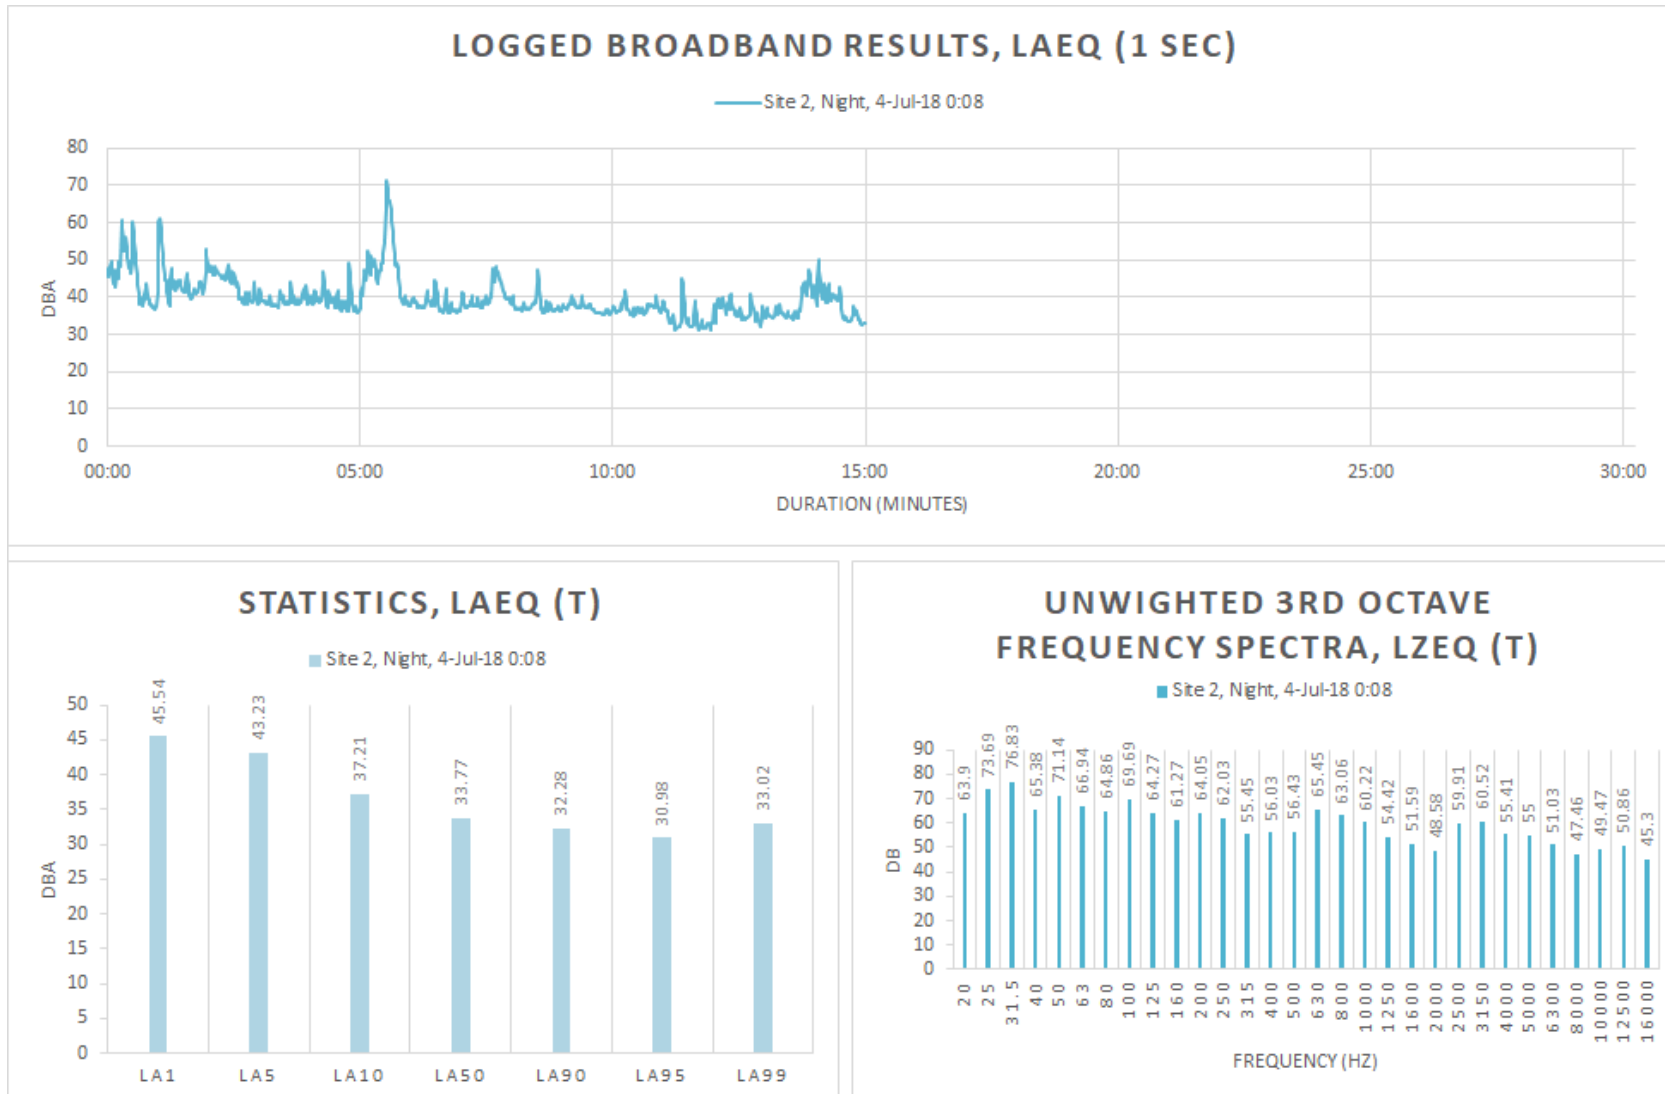 LOGGED BROADBAND RESULTS, LAEQ (1 SEC)
Site 2, Night, 4-Jul-18 0:08
80
70
60
50
40
30
20
10
0
DBA
00:00 05:00 10:00 15:00 20:00 25:00 30:00
DURATION (MINUTES)
STATISTICS, LAEQ (T)
Site 2, Night, 4-Jul-18 0:08
50
45
40
35
30
25
20
15
10
5
0
DBA
45.54 43.23 37.21 33.77 32.28 30.98 33.02
LA1 LA5 LA10 LA50 LA90 LA95 LA99
UNWIGHTED 3RD OCTAVE
FREQUENCY SPECTRA, LZEQ (T)
Site 2, Night, 4-Jul-18 0:08
90
80
70
60
50
40
30
20
10
0
DB
63.9 73.69 76.83 65.38 71.14 66.94 64.86 69.69 64.27 61.27 64.05 62.03 55.45 56.03 56.43 65.45 63.06 60.22 54.42 51.59 48.58 59.91 60.52 55.41 55 51.03 47.46 49.47 50.86 45.3
20 25 31.5 40 50 63 80 100 125 160 200 250 315 400 500 630 800 1000 1250 1600 2000 2500 3150 4000 5000 6300 8000 10000 12500 16000
FREQUENCY (HZ)